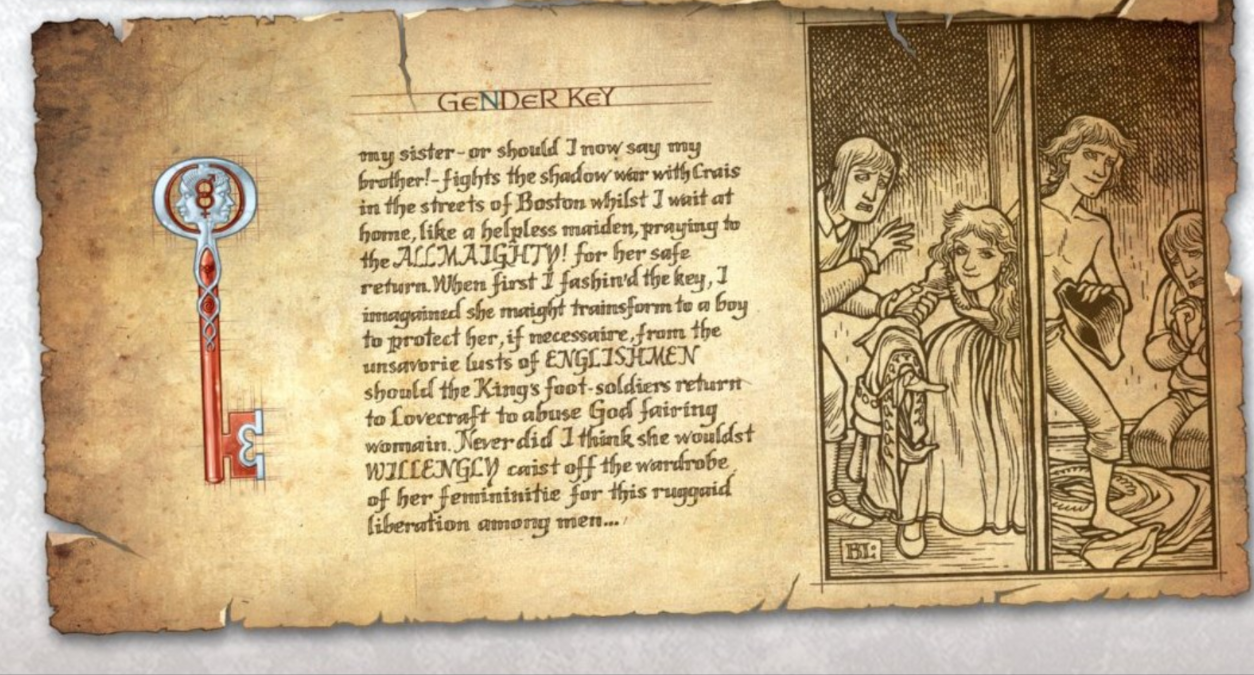 GENDER KEY
my sister-or should I now say my
brother!-fights the shadow war with Crais
in the streets of Boston whilst I wait at
home, like a helpless maiden, praying to
the ALLMAIGHTY! for her safe
return. When first I fashin'd the key, I
imagained she maight trainsform to a boy
to protect her, if necessaire, from the
unsavorie lusts of ENGLISHMEN
should the King's foot-soldiers return
to Lovecraft to abuse God fairing
womain. Never did I think she wouldst
WILLENGLY caist off the wardrobe
of her femininitie for this ruggaid
liberation among men...
BL: